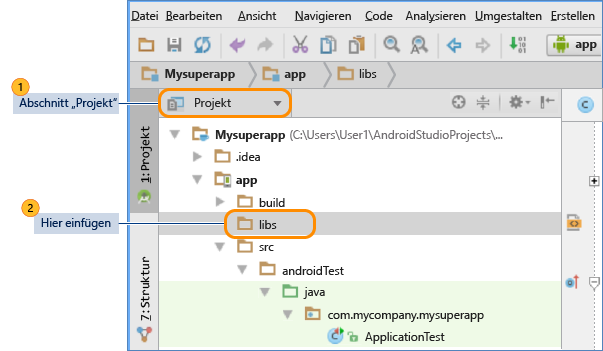 Datei Bearbeiten Ansicht Navigieren Code Analysieren Umgestalten Erstellen
app
Mysuperapp app libs
1
Abschnitt „Projekt“
Projekt
C
1: Projekt
Mysuperapp (C:\Users\User1\AndroidStudioProjects\...
.idea
app
build
2
Hier einfügen
libs
src
androidTest
7: Struktur
java
com.mycompany.mysuperapp
C ApplicationTest